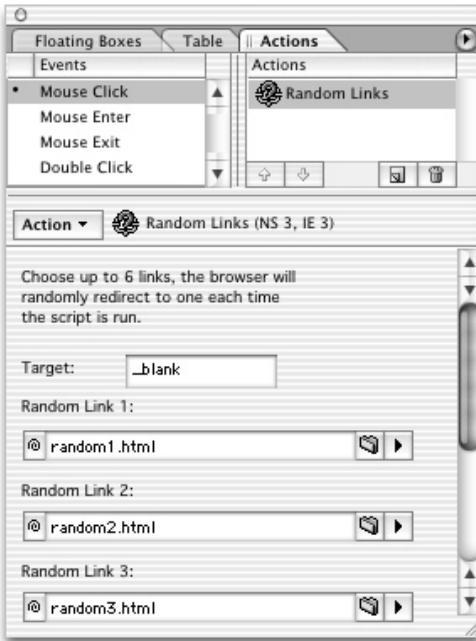 Floating Boxes Table Actions
Events Actions
Mouse Click Random Links
Mouse Enter
Mouse Exit
Double Click
Action Random Links (NS 3, IE 3)
Choose up to 6 links, the browser will
randomly redirect to one each time
the script is run.
Target: _blank
Random Link 1:
random1.html
Random Link 2:
random2.html
Random Link 3:
random3.html